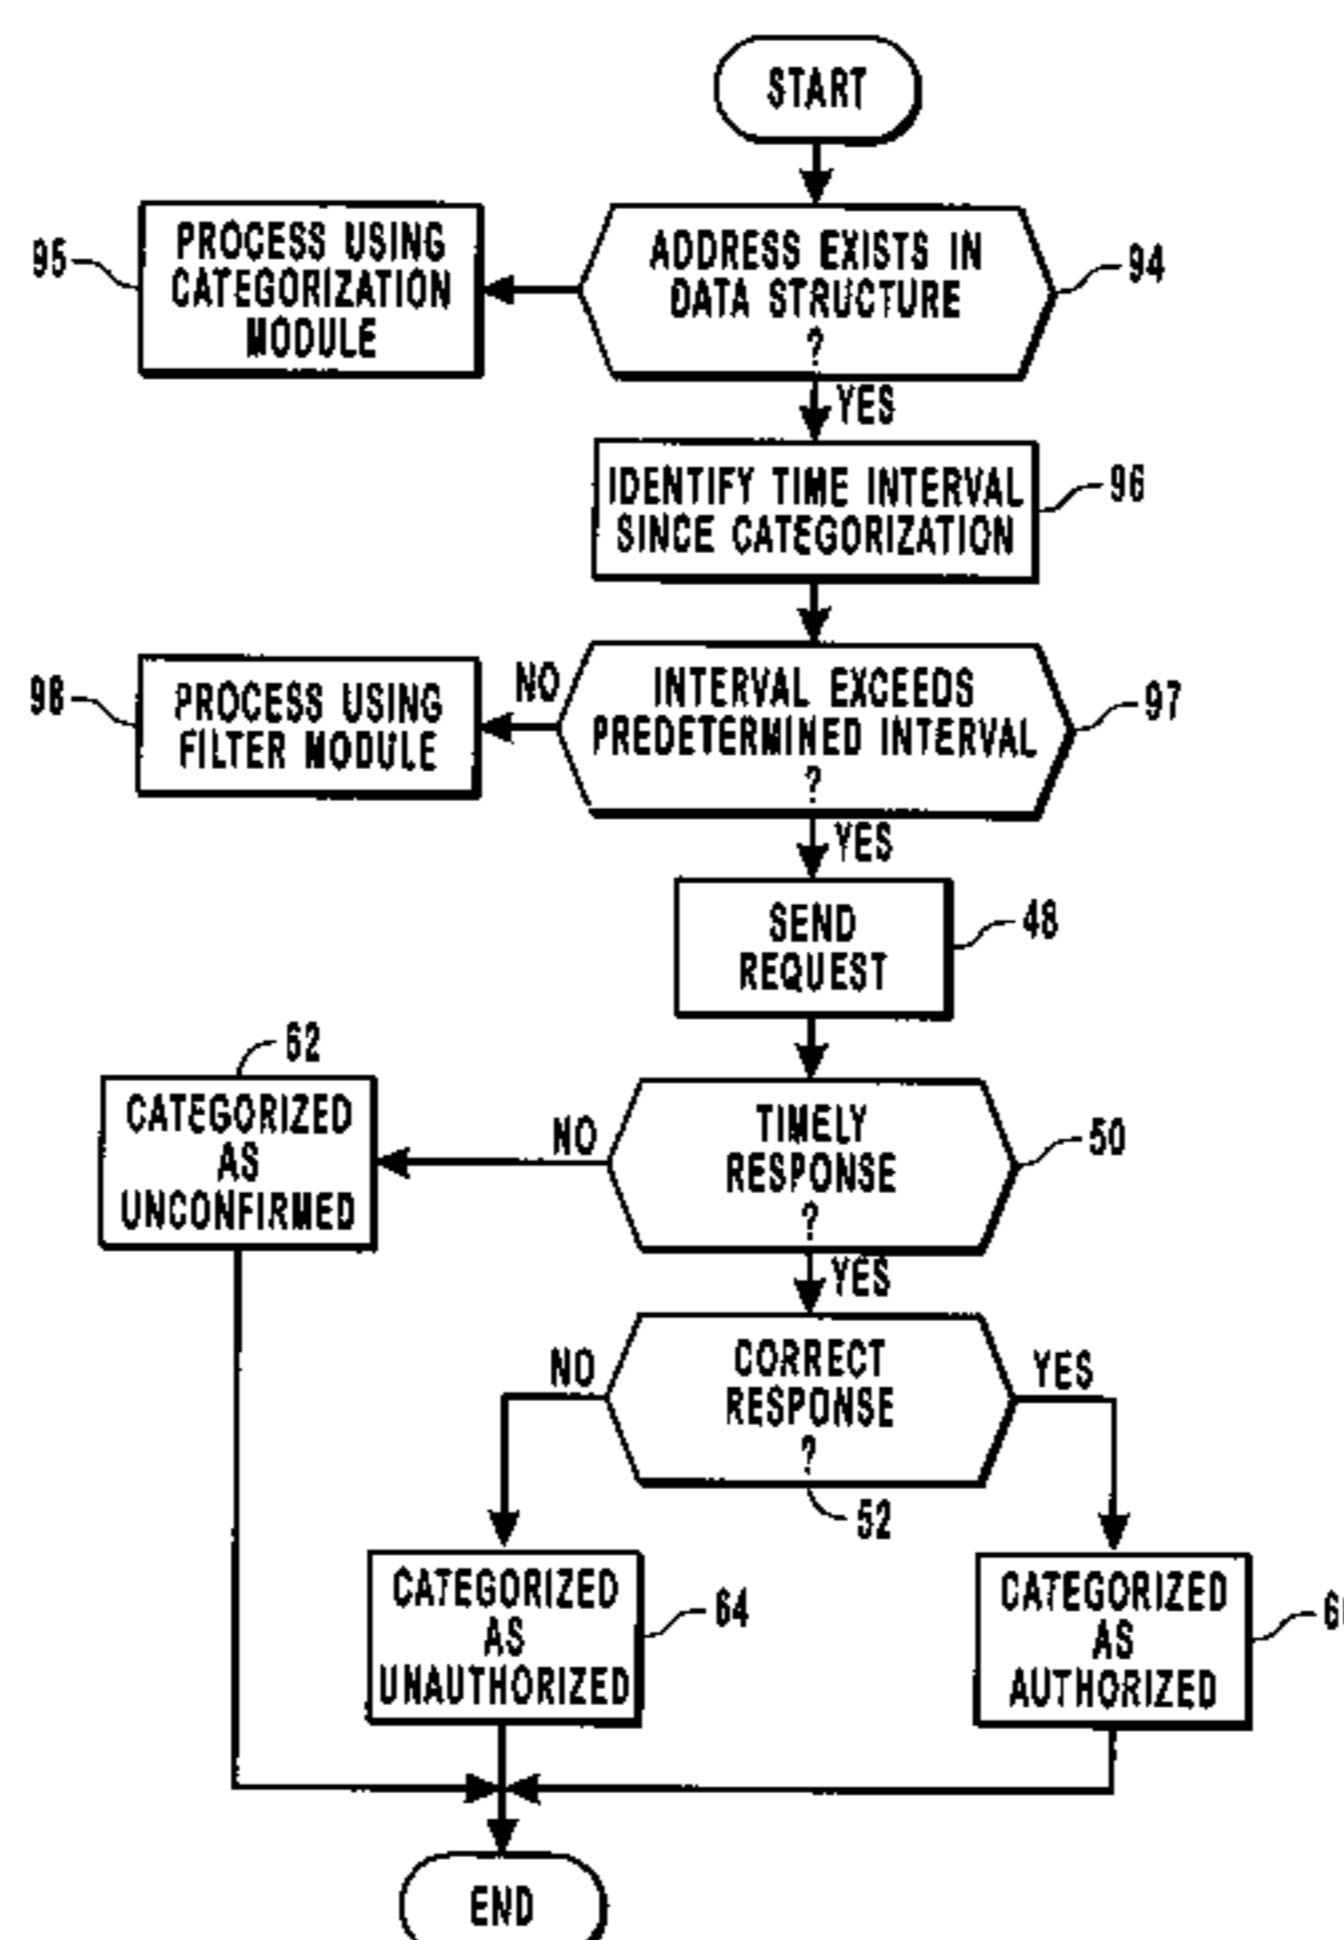 START
ADDRESS EXISTS IN
DATA STRUCTURE
?
94
PROCESS USING
CATEGORIZATION
MODULE
95
YES
IDENTIFY TIME INTERVAL
SINCE CATEGORIZATION
96
INTERVAL EXCEEDS
PREDETERMINED INTERVAL
?
97
NO
PROCESS USING
FILTER MODULE
98
YES
SEND
REQUEST
48
TIMELY
RESPONSE
?
50
NO
62
CATEGORIZED
AS
UNCONFIRMED
YES
CORRECT
RESPONSE
?
52
NO
YES
CATEGORIZED
AS
UNAUTHORIZED
64
CATEGORIZED
AS
AUTHORIZED
END